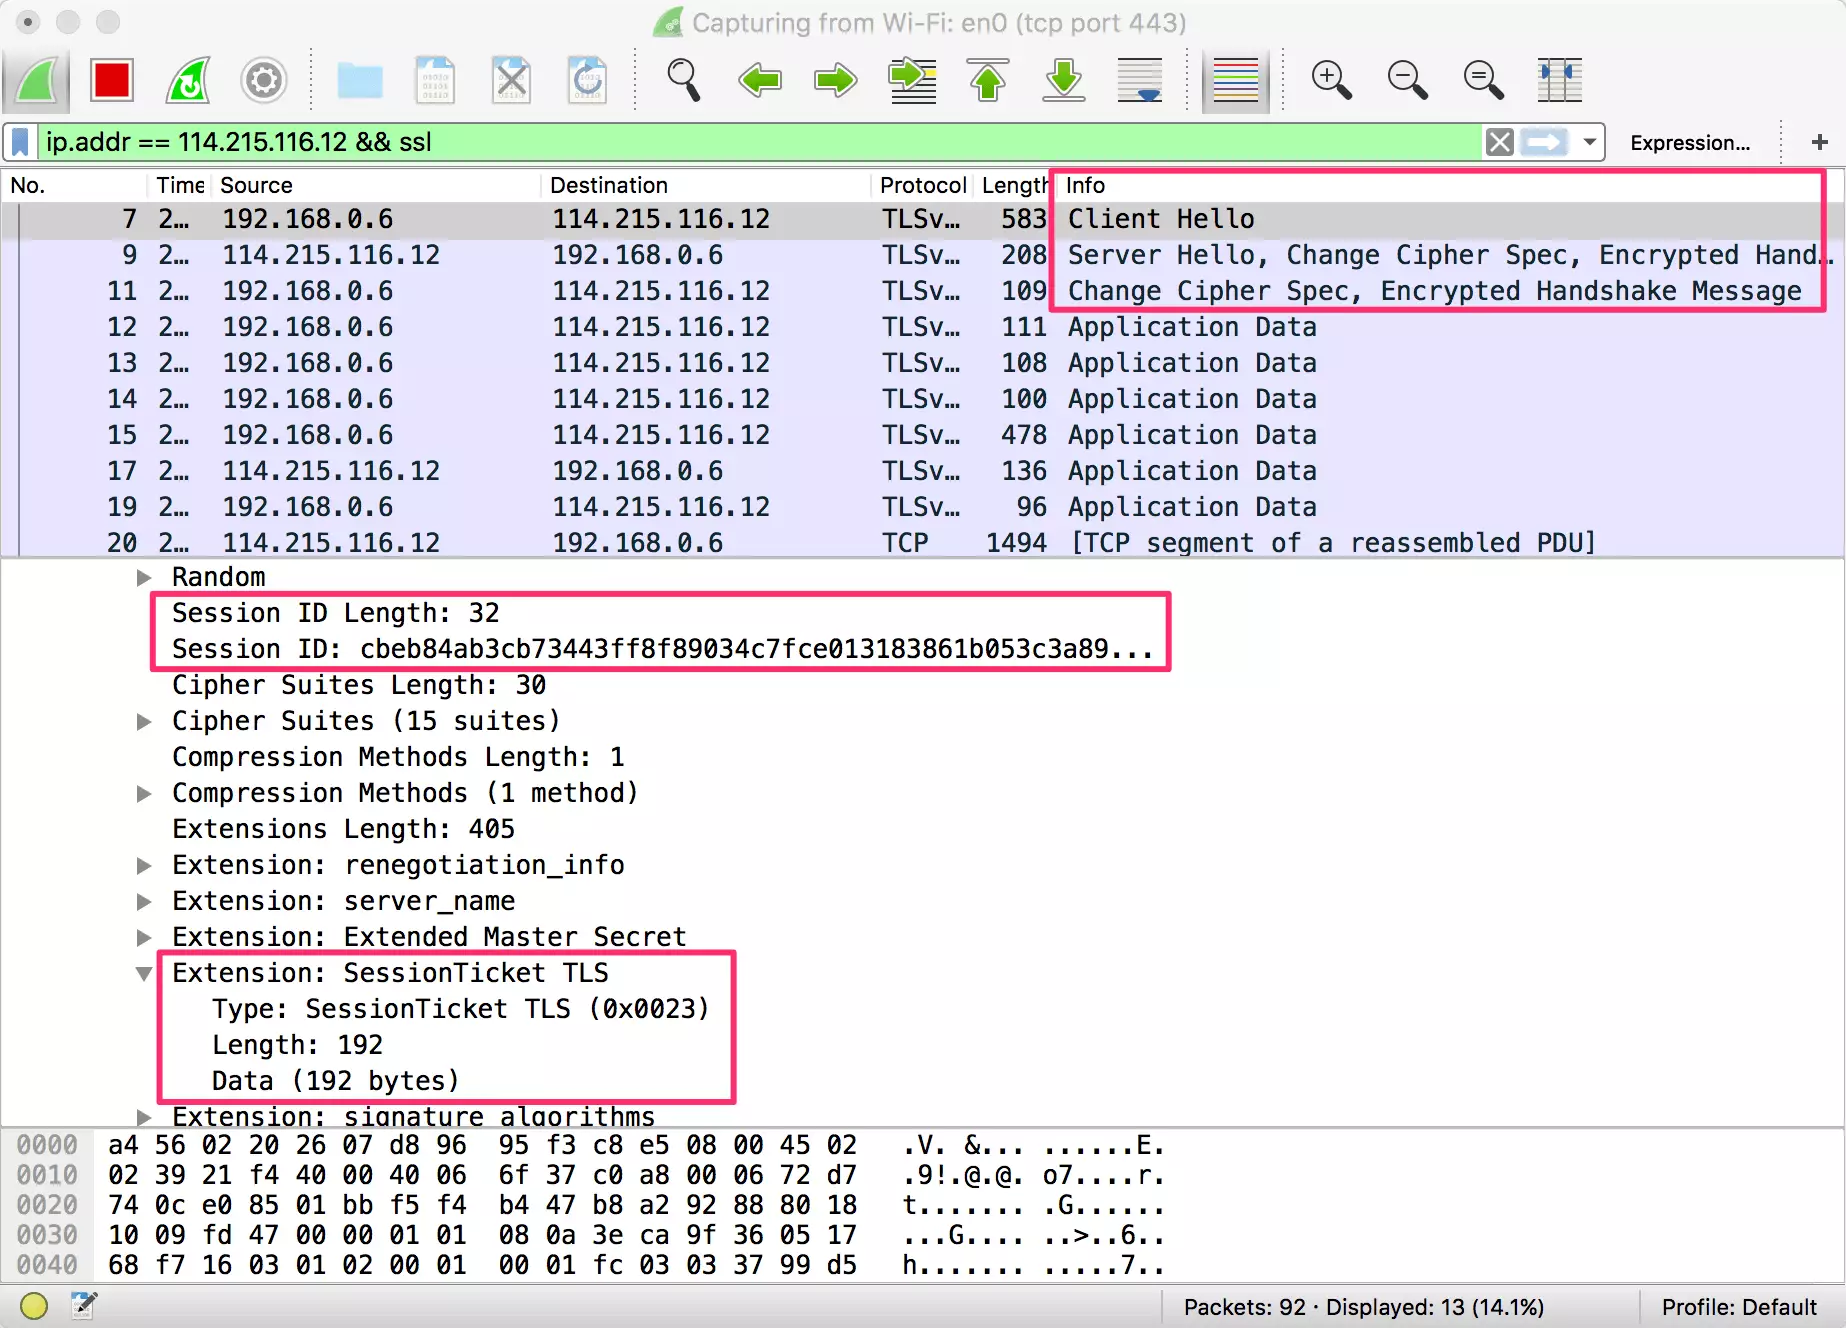 Capturing from Wi-Fi: en0 (tcp port 443)
ip.addr == 114.215.116.12 && ssl
Expression...
+
No. Time Source Destination Protocol Length Info
7 2… 192.168.0.6 114.215.116.12 TLSv… 583 Client Hello
9 2… 114.215.116.12 192.168.0.6 TLSv… 208 Server Hello, Change Cipher Spec, Encrypted Hand…
11 2… 192.168.0.6 114.215.116.12 TLSv… 109 Change Cipher Spec, Encrypted Handshake Message
12 2… 192.168.0.6 114.215.116.12 TLSv… 111 Application Data
13 2… 192.168.0.6 114.215.116.12 TLSv… 108 Application Data
14 2… 192.168.0.6 114.215.116.12 TLSv… 100 Application Data
15 2… 192.168.0.6 114.215.116.12 TLSv… 478 Application Data
17 2… 114.215.116.12 192.168.0.6 TLSv… 136 Application Data
19 2… 192.168.0.6 114.215.116.12 TLSv… 96 Application Data
20 2… 114.215.116.12 192.168.0.6 TCP 1494 [TCP segment of a reassembled PDU]
Random
Session ID Length: 32
Session ID: cbeb84ab3cb73443ff8f89034c7fce013183861b053c3a89...
Cipher Suites Length: 30
Cipher Suites (15 suites)
Compression Methods Length: 1
Compression Methods (1 method)
Extensions Length: 405
Extension: renegotiation_info
Extension: server_name
Extension: Extended Master Secret
Extension: SessionTicket TLS
Type: SessionTicket TLS (0x0023)
Length: 192
Data (192 bytes)
Extension: signature_algorithms
0000 a4 56 02 20 26 07 d8 96 95 f3 c8 e5 08 00 45 02 .V. &... ......E.
0010 02 39 21 f4 40 00 40 06 6f 37 c0 a8 00 06 72 d7 .9!.@.@. o7....r.
0020 74 0c e0 85 01 bb f5 f4 b4 47 b8 a2 92 88 80 18 t....... .G......
0030 10 09 fd 47 00 00 01 01 08 0a 3e ca 9f 36 05 17 ...G.... ..>..6..
0040 68 f7 16 03 01 02 00 01 00 01 fc 03 03 37 99 d5 h....... .....7..
Packets: 92 · Displayed: 13 (14.1%)
Profile: Default